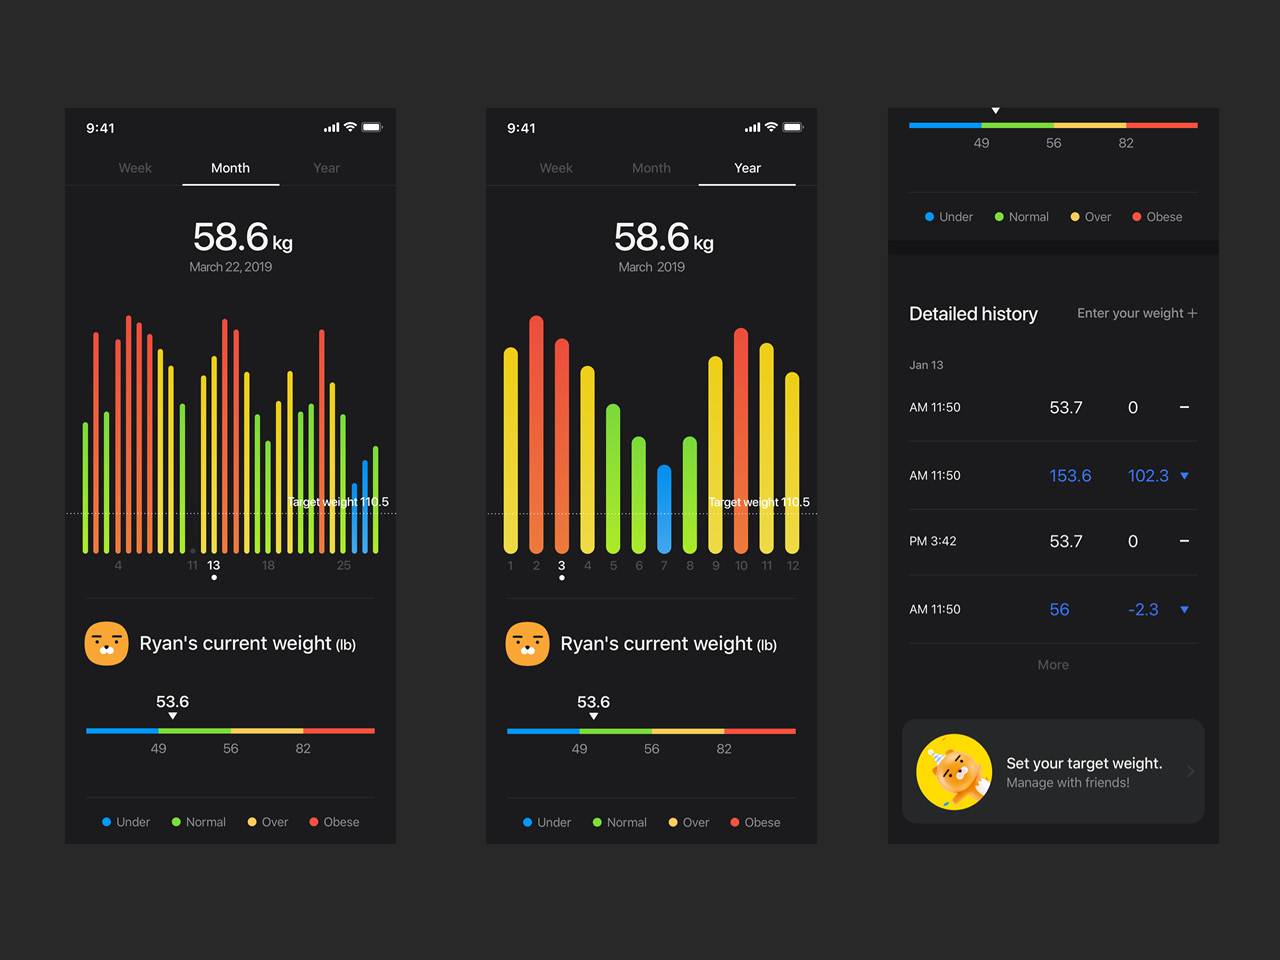 9:41
Week Month Year
58.6 kg
March 22, 2019
Target weight 110.5
4 11 13 18 25
Ryan's current weight (lb)
53.6
49 56 82
Under Normal Over Obese
9:41
Week Month Year
58.6 kg
March 2019
Target weight 110.5
1 2 3 4 5 6 7 8 9 10 11 12
Ryan's current weight (lb)
53.6
49 56 82
Under Normal Over Obese
49 56 82
Under Normal Over Obese
Detailed history Enter your weight +
Jan 13
AM 11:50 53.7 0 –
AM 11:50 153.6 102.3 ▼
PM 3:42 53.7 0 –
AM 11:50 56 -2.3 ▼
More
Set your target weight.
Manage with friends!